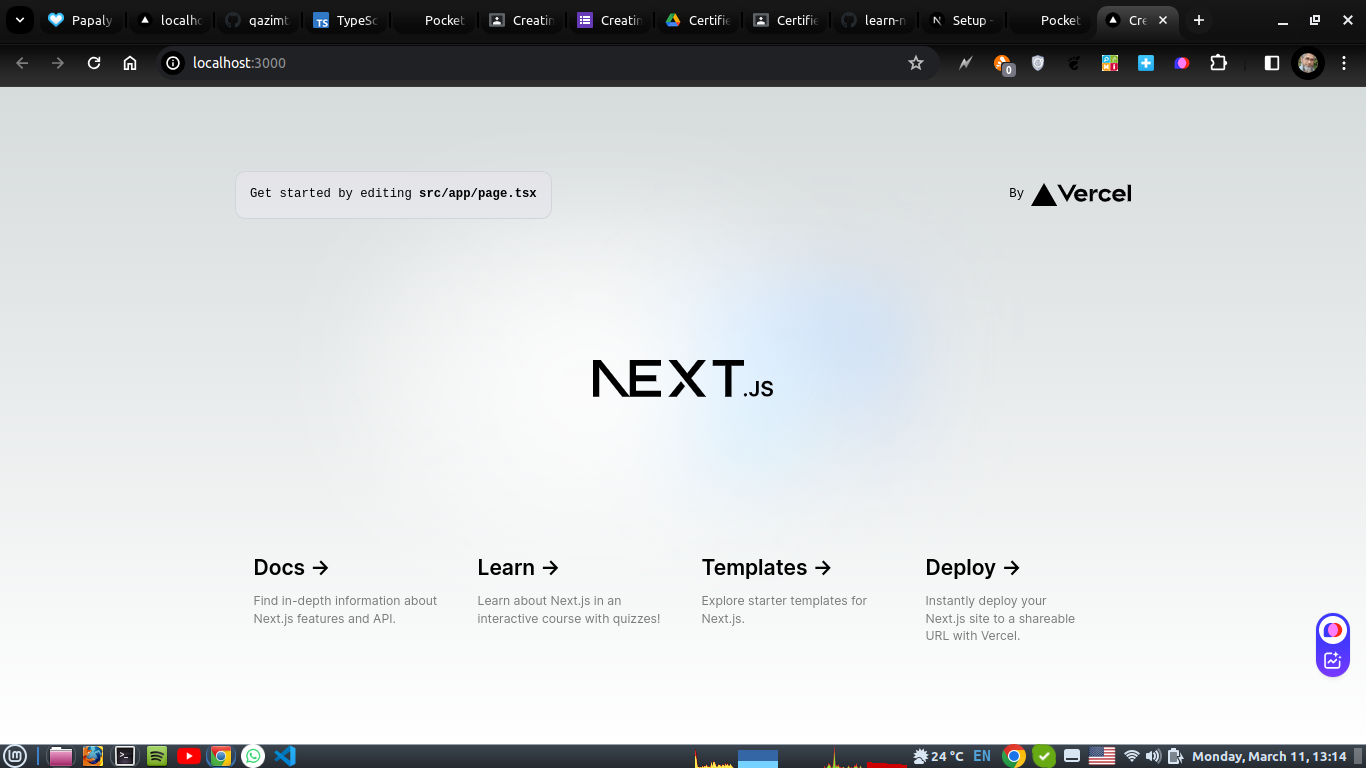 Papaly
localhc
qazimt
TS
TypeSc
Pocket
Creatin
Creatin
Certifie
Certifie
learn-n
Setup -
Pocket
Cre
localhost:3000
0
Get started by editing src/app/page.tsx
By Vercel
NEXT.JS
Docs →
Find in-depth information about
Next.js features and API.
Learn →
Learn about Next.js in an
interactive course with quizzes!
Templates →
Explore starter templates for
Next.js.
Deploy →
Instantly deploy your
Next.js site to a shareable
URL with Vercel.
24 °C EN Monday, March 11, 13:14